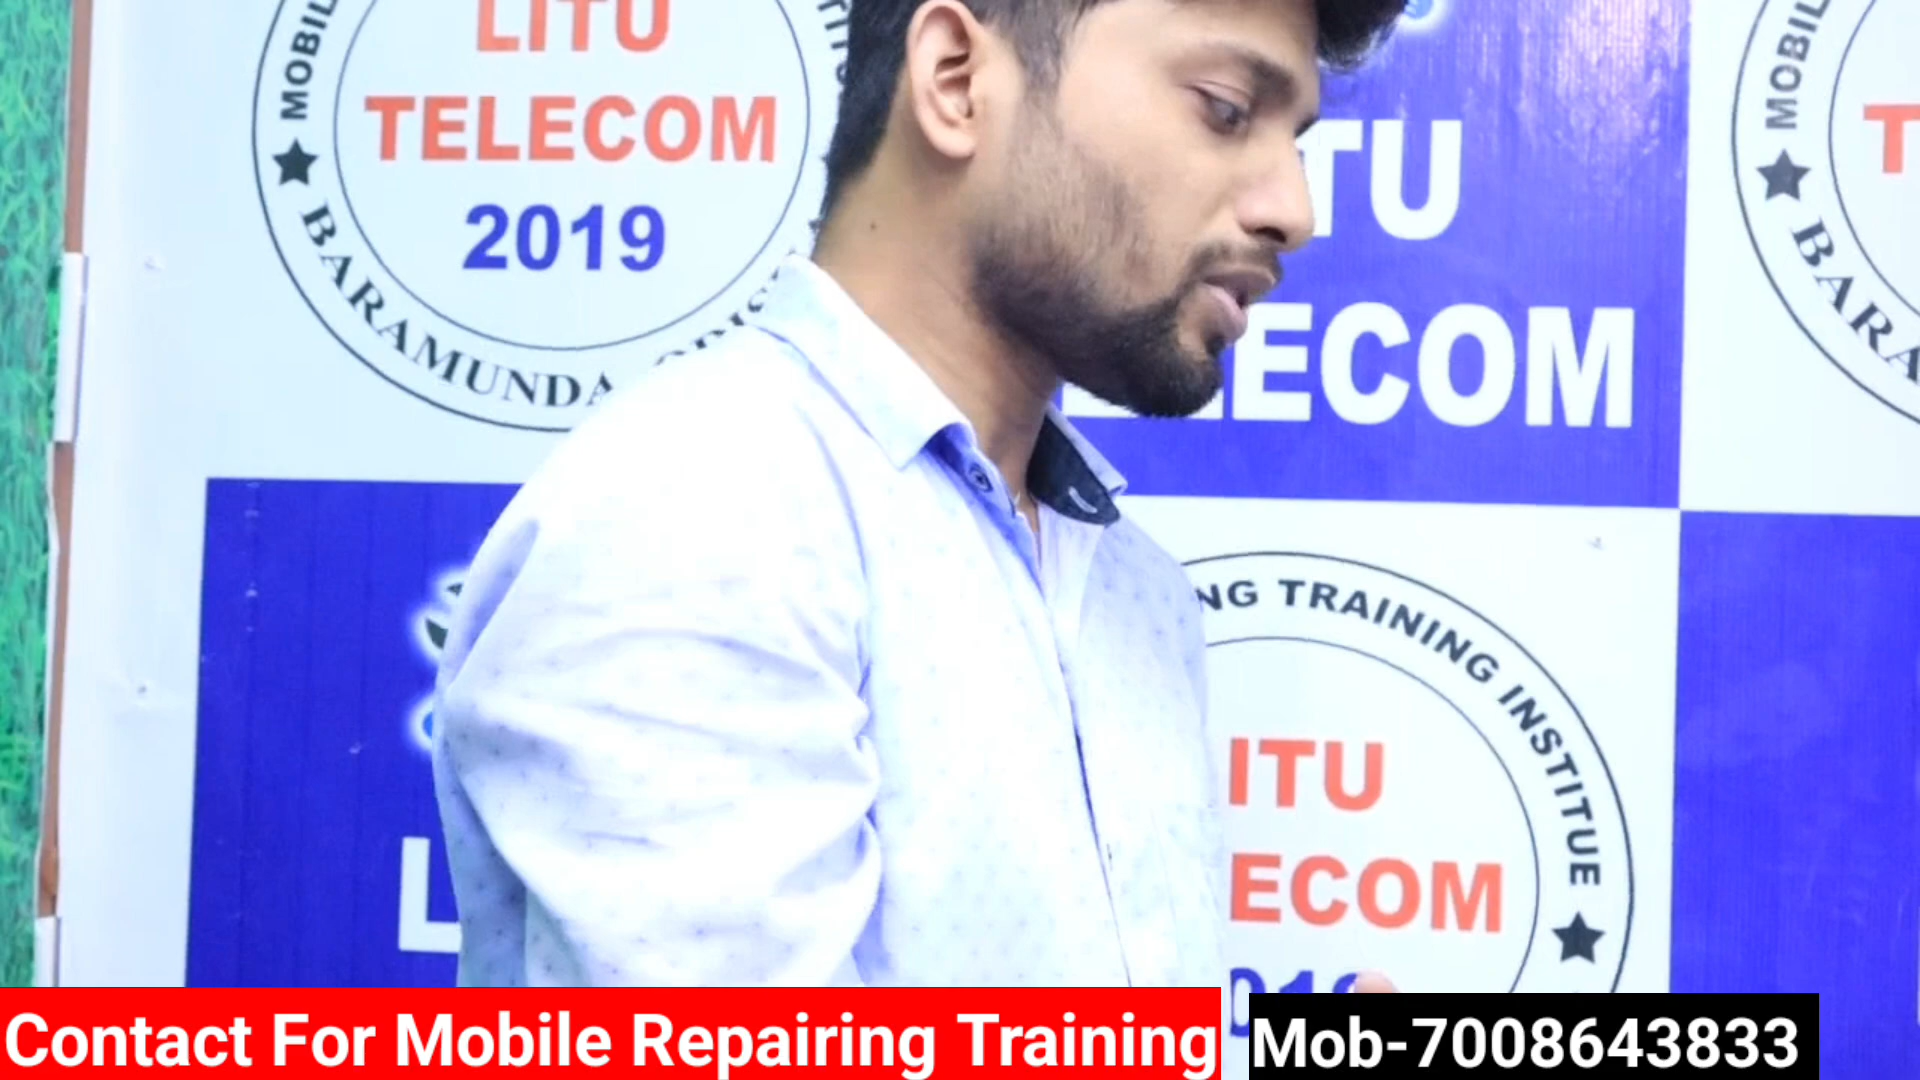 MOBIL
LITU
TELECOM
2019
BARAMUNDA
TU
ECOM
MOBIL
T
BARA
NG TRAINING INSTITUE
ITU
ECOM
L
Contact For Mobile Repairing Training
Mob-7008643833